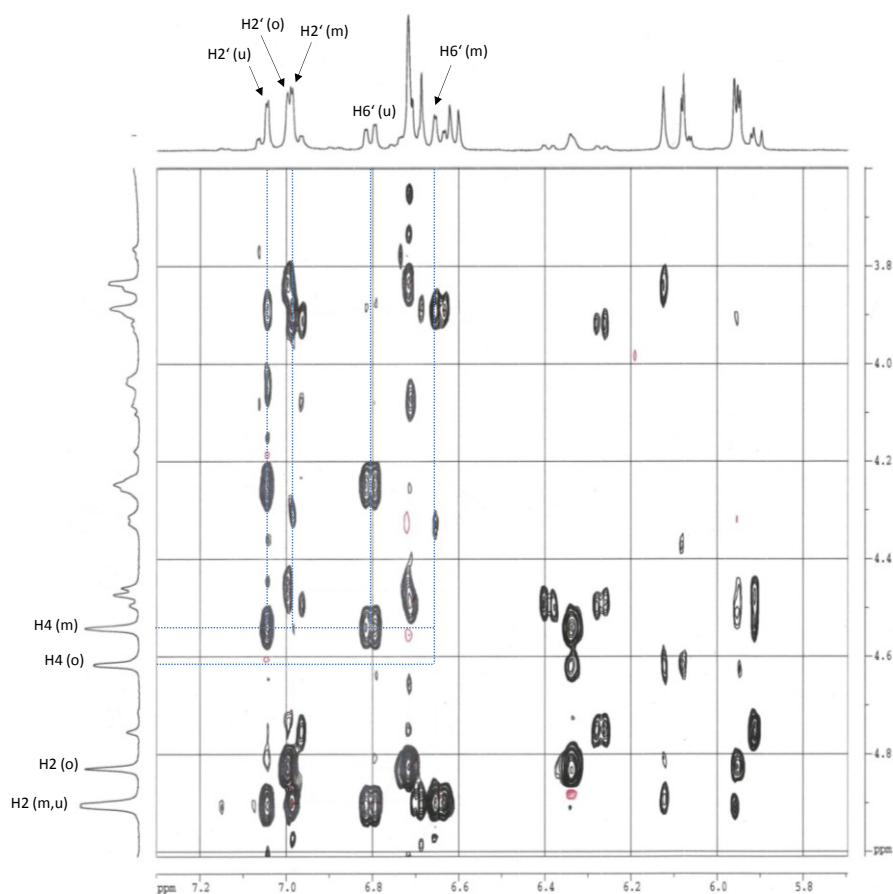 H2‘ (o)
H2‘ (m)
H2‘ (u)
H6‘ (m)
H6‘ (u)
3.8
4.0
4.2
4.4
H4 (m)
4.6
H4 (o)
H2 (o)
4.8
H2 (m,u)
ppm
ppm 7.2 7.0 6.8 6.6 6.4 6.2 6.0 5.8